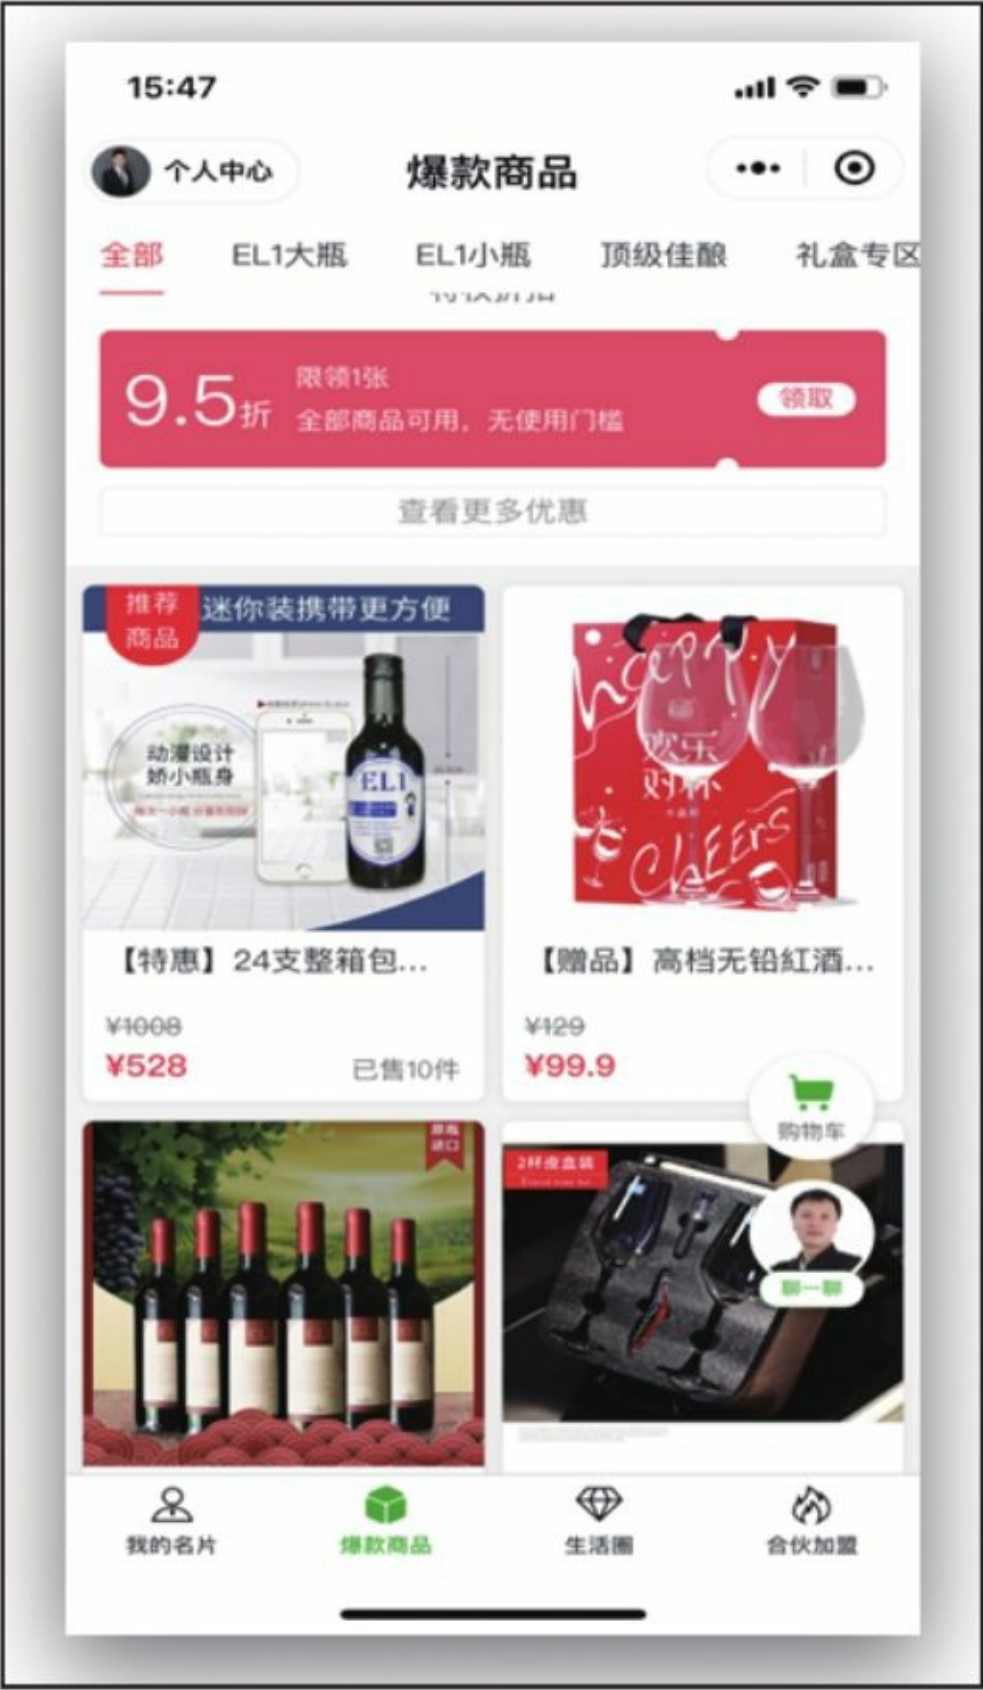 15:47
个人中心
爆款商品
全部 EL1大瓶 EL1小瓶 顶级佳酿 礼盒专区
9.5折
限领1张
全部商品可用，无使用门槛
领取
查看更多优惠
推荐
商品
迷你装携带更方便
动漫设计
娇小瓶身
EL1
欢乐
对杯
CHEERS
【特惠】24支整箱包...
¥1008
¥528
已售10件
【赠品】高档无铅紅酒...
¥129
¥99.9
购物车
原瓶
进口
2杯皮盒装
聊一聊
我的名片
爆款商品
生活圈
合伙加盟